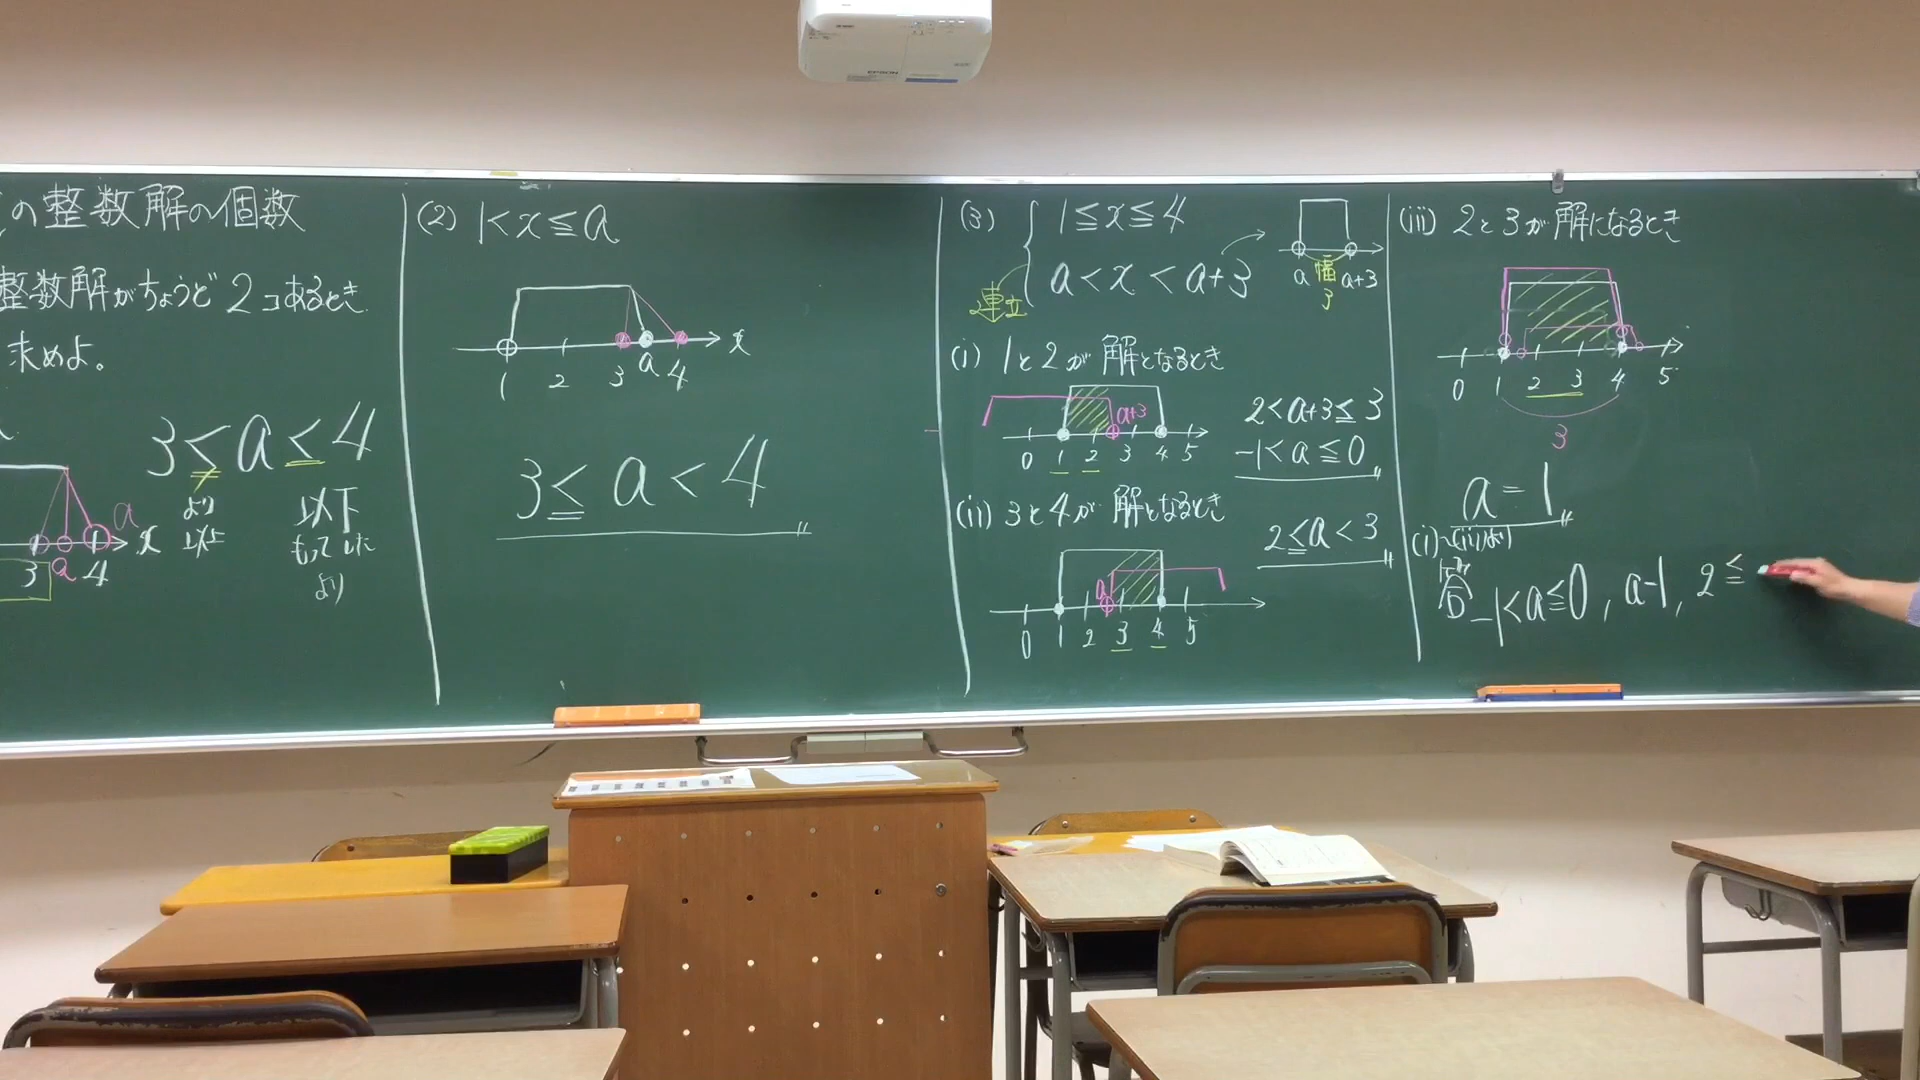 の整数解の個数
整数解がちょうど2コあるとき
求めよ。
3≦a≦4
より
以上
以下
もってした
より
a
x
3 a 4
(2) 1<x≦a
x
1 2 3 a 4
3≦a<4
(3) 1≦x≦4
a<x<a+3
連立
a 幅 a+3
3
(i) 1と2が解となるとき
a+3
0 1 2 3 4 5
2<a+3≦3
-1<a≦0
(ii) 3と4が解となるとき
a
0 1 2 3 4 5
2≦a<3
(iii) 2と3が解になるとき
0 1 2 3 4 5
3
a=1
(i)~(iii)より
-1<a≦0, a-1, 2≦
EPSON